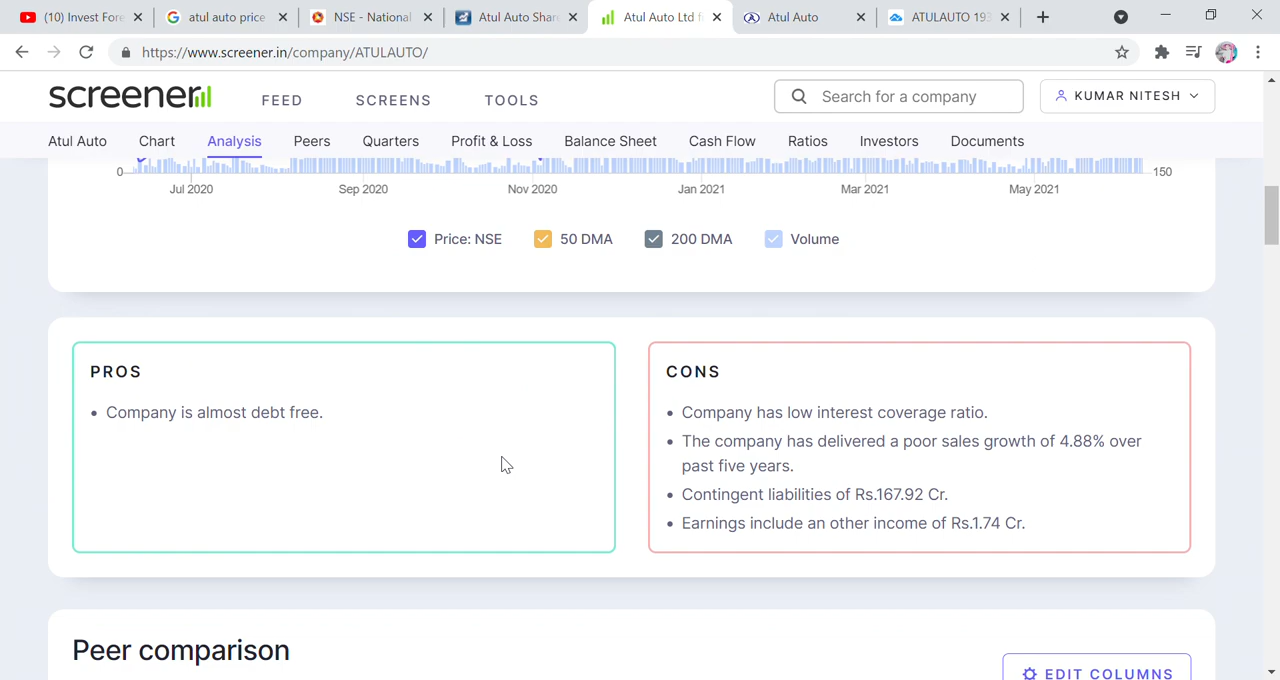 (10) Invest For
atul auto price
NSE - National
Atul Auto Shar
Atul Auto Ltd fi
Atul Auto
ATULAUTO 193
https://www.screener.in/company/ATULAUTO/
screener
FEED
SCREENS
TOOLS
Search for a company
KUMAR NITESH
Atul Auto
Chart
Analysis
Peers
Quarters
Profit & Loss
Balance Sheet
Cash Flow
Ratios
Investors
Documents
0
150
Jul 2020
Sep 2020
Nov 2020
Jan 2021
Mar 2021
May 2021
Price: NSE
50 DMA
200 DMA
Volume
PROS
• Company is almost debt free.
CONS
• Company has low interest coverage ratio.
• The company has delivered a poor sales growth of 4.88% over
past five years.
• Contingent liabilities of Rs.167.92 Cr.
• Earnings include an other income of Rs.1.74 Cr.
Peer comparison
EDIT COLUMNS